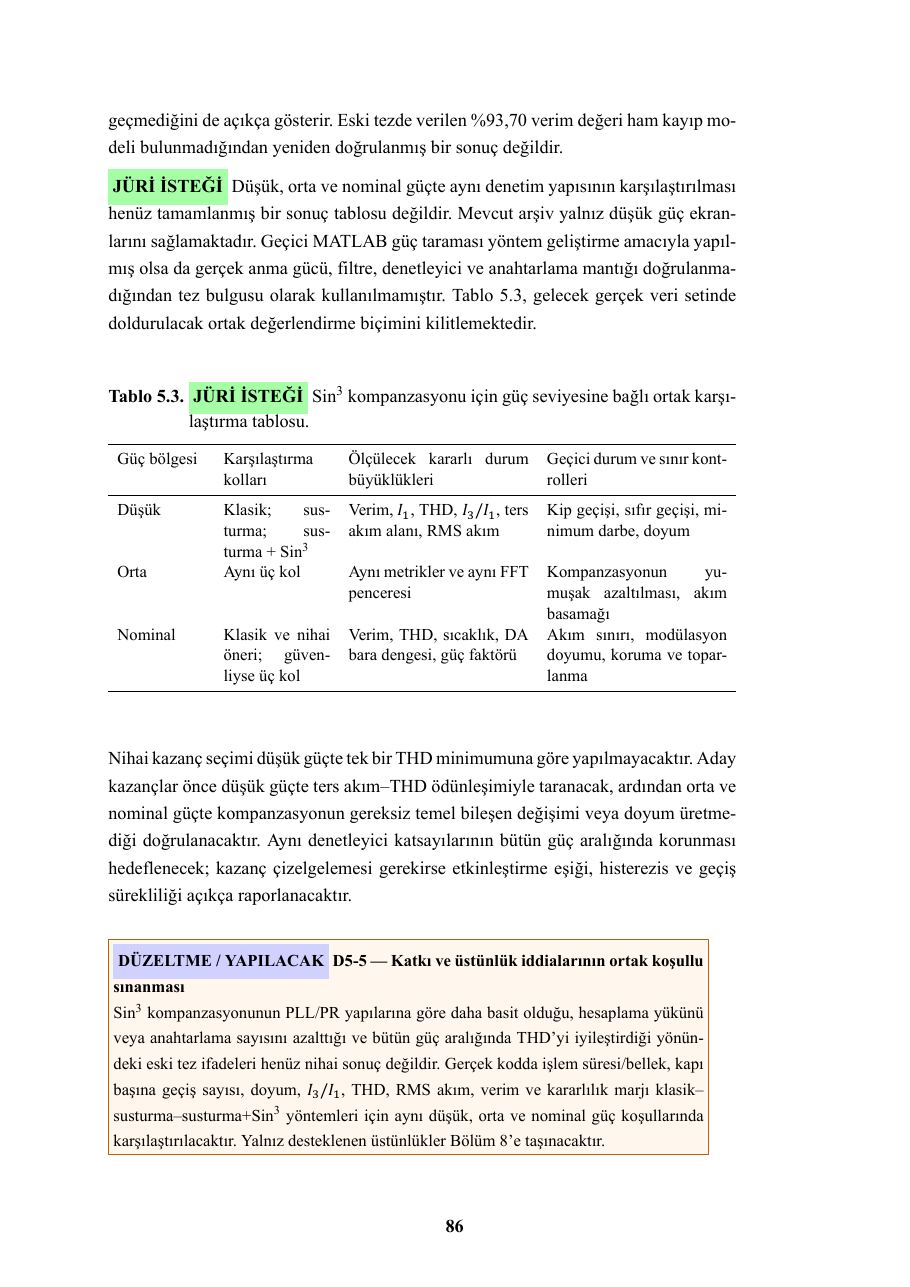 geçmediğini de açıkça gösterir. Eski tezde verilen %93,70 verim değeri ham kayıp mo-
deli bulunmadığından yeniden doğrulanmış bir sonuç değildir.
JÜRİ İSTEĞİ Düşük, orta ve nominal güçte aynı denetim yapısının karşılaştırılması
henüz tamamlanmış bir sonuç tablosu değildir. Mevcut arşiv yalnız düşük güç ekran-
larını sağlamaktadır. Geçici MATLAB güç taraması yöntem geliştirme amacıyla yapıl-
mış olsa da gerçek anma gücü, filtre, denetleyici ve anahtarlama mantığı doğrulanma-
dığından tez bulgusu olarak kullanılmamıştır. Tablo 5.3, gelecek gerçek veri setinde
doldurulacak ortak değerlendirme biçimini kilitlemektedir.
Tablo 5.3. JÜRİ İSTEĞİ Sin³ kompanzasyonu için güç seviyesine bağlı ortak karşı-
laştırma tablosu.
Güç bölgesi Karşılaştırma Ölçülecek kararlı durum Geçici durum ve sınır kont-
kolları büyüklükleri rolleri
Düşük Klasik; sus- Verim, I₁, THD, I₃/I₁, ters Kip geçişi, sıfır geçişi, mi-
turma; sus- akım alanı, RMS akım nimum darbe, doyum
turma + Sin³
Orta Aynı üç kol Aynı metrikler ve aynı FFT Kompanzasyonun yu-
penceresi muşak azaltılması, akım
basamağı
Nominal Klasik ve nihai Verim, THD, sıcaklık, DA Akım sınırı, modülasyon
öneri; güven- bara dengesi, güç faktörü doyumu, koruma ve topar-
liyse üç kol lanma
Nihai kazanç seçimi düşük güçte tek bir THD minimumuna göre yapılmayacaktır. Aday
kazançlar önce düşük güçte ters akım–THD ödünleşimiyle taranacak, ardından orta ve
nominal güçte kompanzasyonun gereksiz temel bileşen değişimi veya doyum üretme-
diği doğrulanacaktır. Aynı denetleyici katsayılarının bütün güç aralığında korunması
hedeflenecek; kazanç çizelgelemesi gerekirse etkinleştirme eşiği, histerezis ve geçiş
sürekliliği açıkça raporlanacaktır.
DÜZELTME / YAPILACAK D5-5 — Katkı ve üstünlük iddialarının ortak koşullu
sınanması
Sin³ kompanzasyonunun PLL/PR yapılarına göre daha basit olduğu, hesaplama yükünü
veya anahtarlama sayısını azalttığı ve bütün güç aralığında THD’yi iyileştirdiği yönün-
deki eski tez ifadeleri henüz nihai sonuç değildir. Gerçek kodda işlem süresi/bellek, kapı
başına geçiş sayısı, doyum, I₃/I₁, THD, RMS akım, verim ve kararlılık marjı klasik–
susturma–susturma+Sin³ yöntemleri için aynı düşük, orta ve nominal güç koşullarında
karşılaştırılacaktır. Yalnız desteklenen üstünlükler Bölüm 8’e taşınacaktır.
86